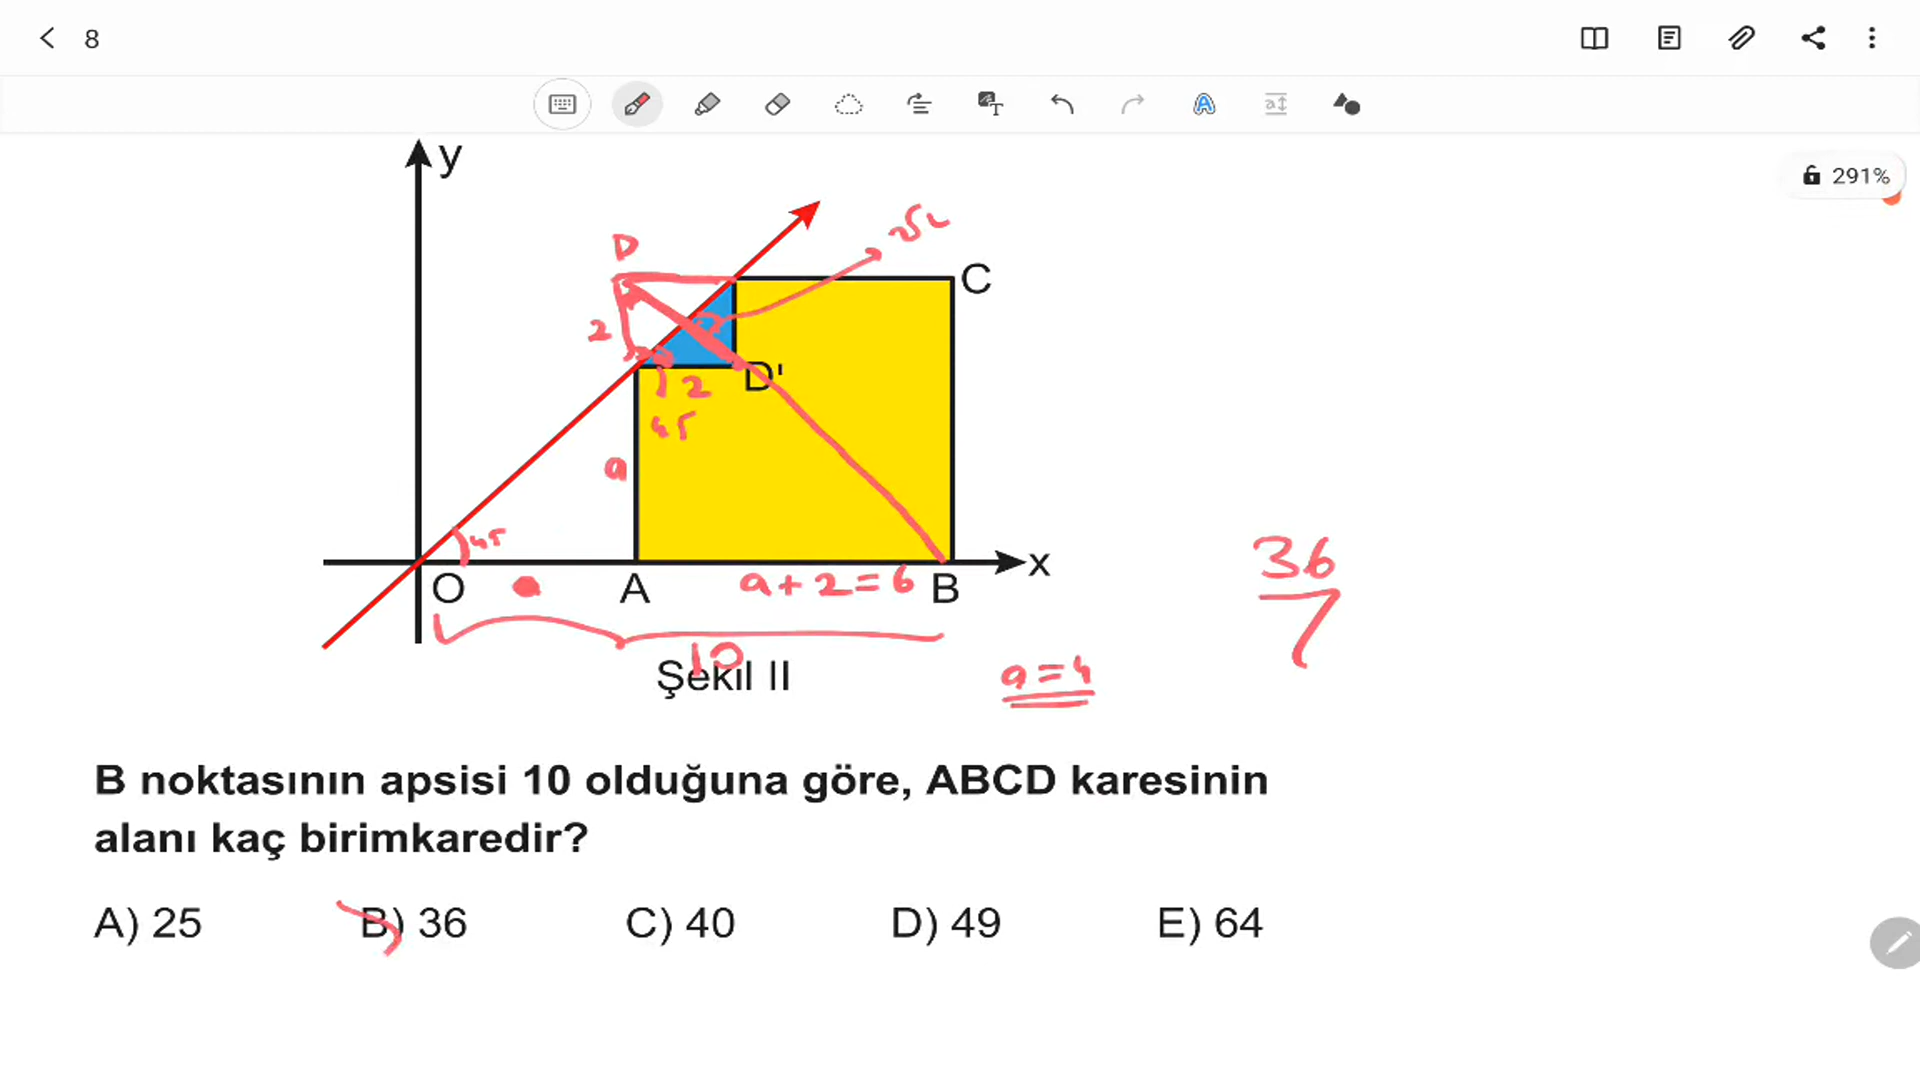 8
291%
y
D
C
2
D'
2
45
a
45
O
A
a+2=6
B
x
36
10
Şekil II
a=4
B noktasının apsisi 10 olduğuna göre, ABCD karesinin
alanı kaç birimkaredir?
A) 25 B) 36 C) 40 D) 49 E) 64